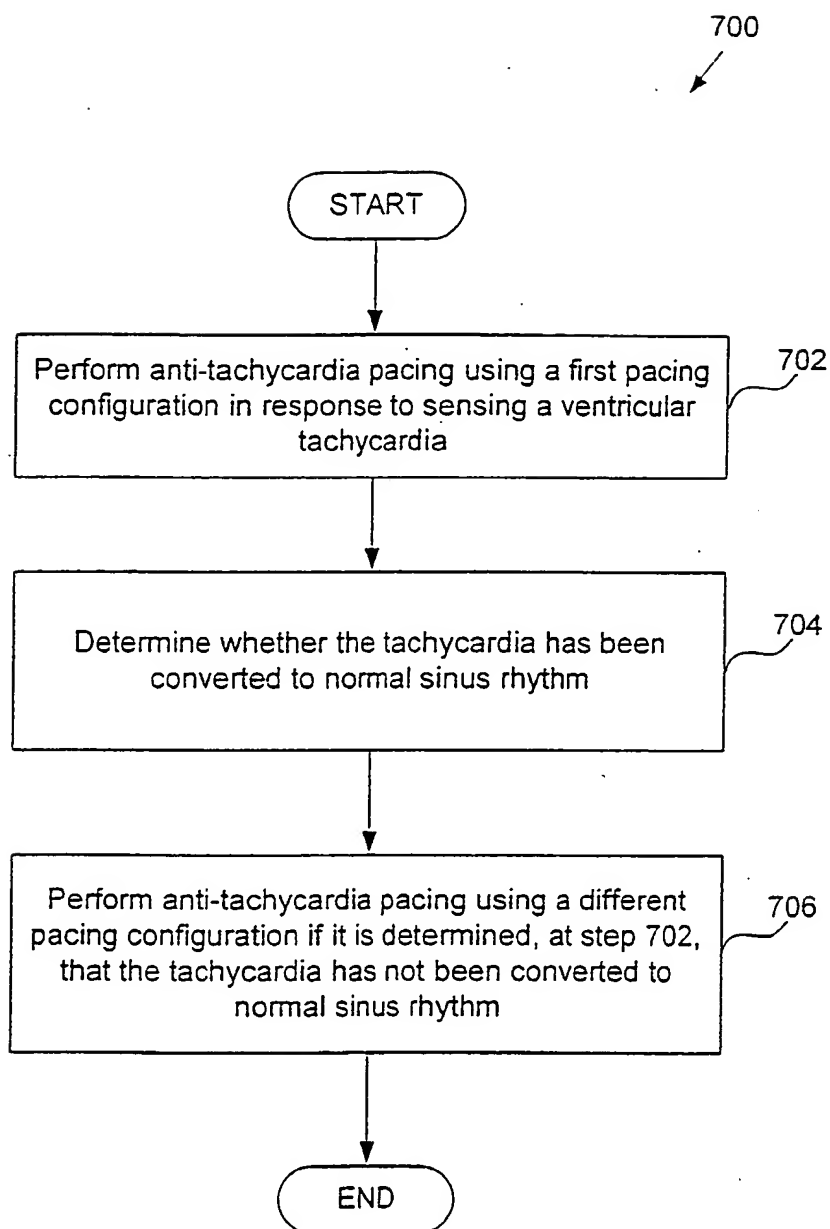 700
START
Perform anti-tachycardia pacing using a first pacing
configuration in response to sensing a ventricular
tachycardia
702
Determine whether the tachycardia has been
converted to normal sinus rhythm
704
Perform anti-tachycardia pacing using a different
pacing configuration if it is determined, at step 702,
that the tachycardia has not been converted to
normal sinus rhythm
706
END